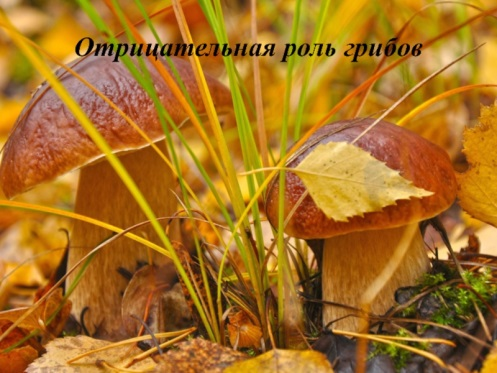 Отрицательная роль грибов